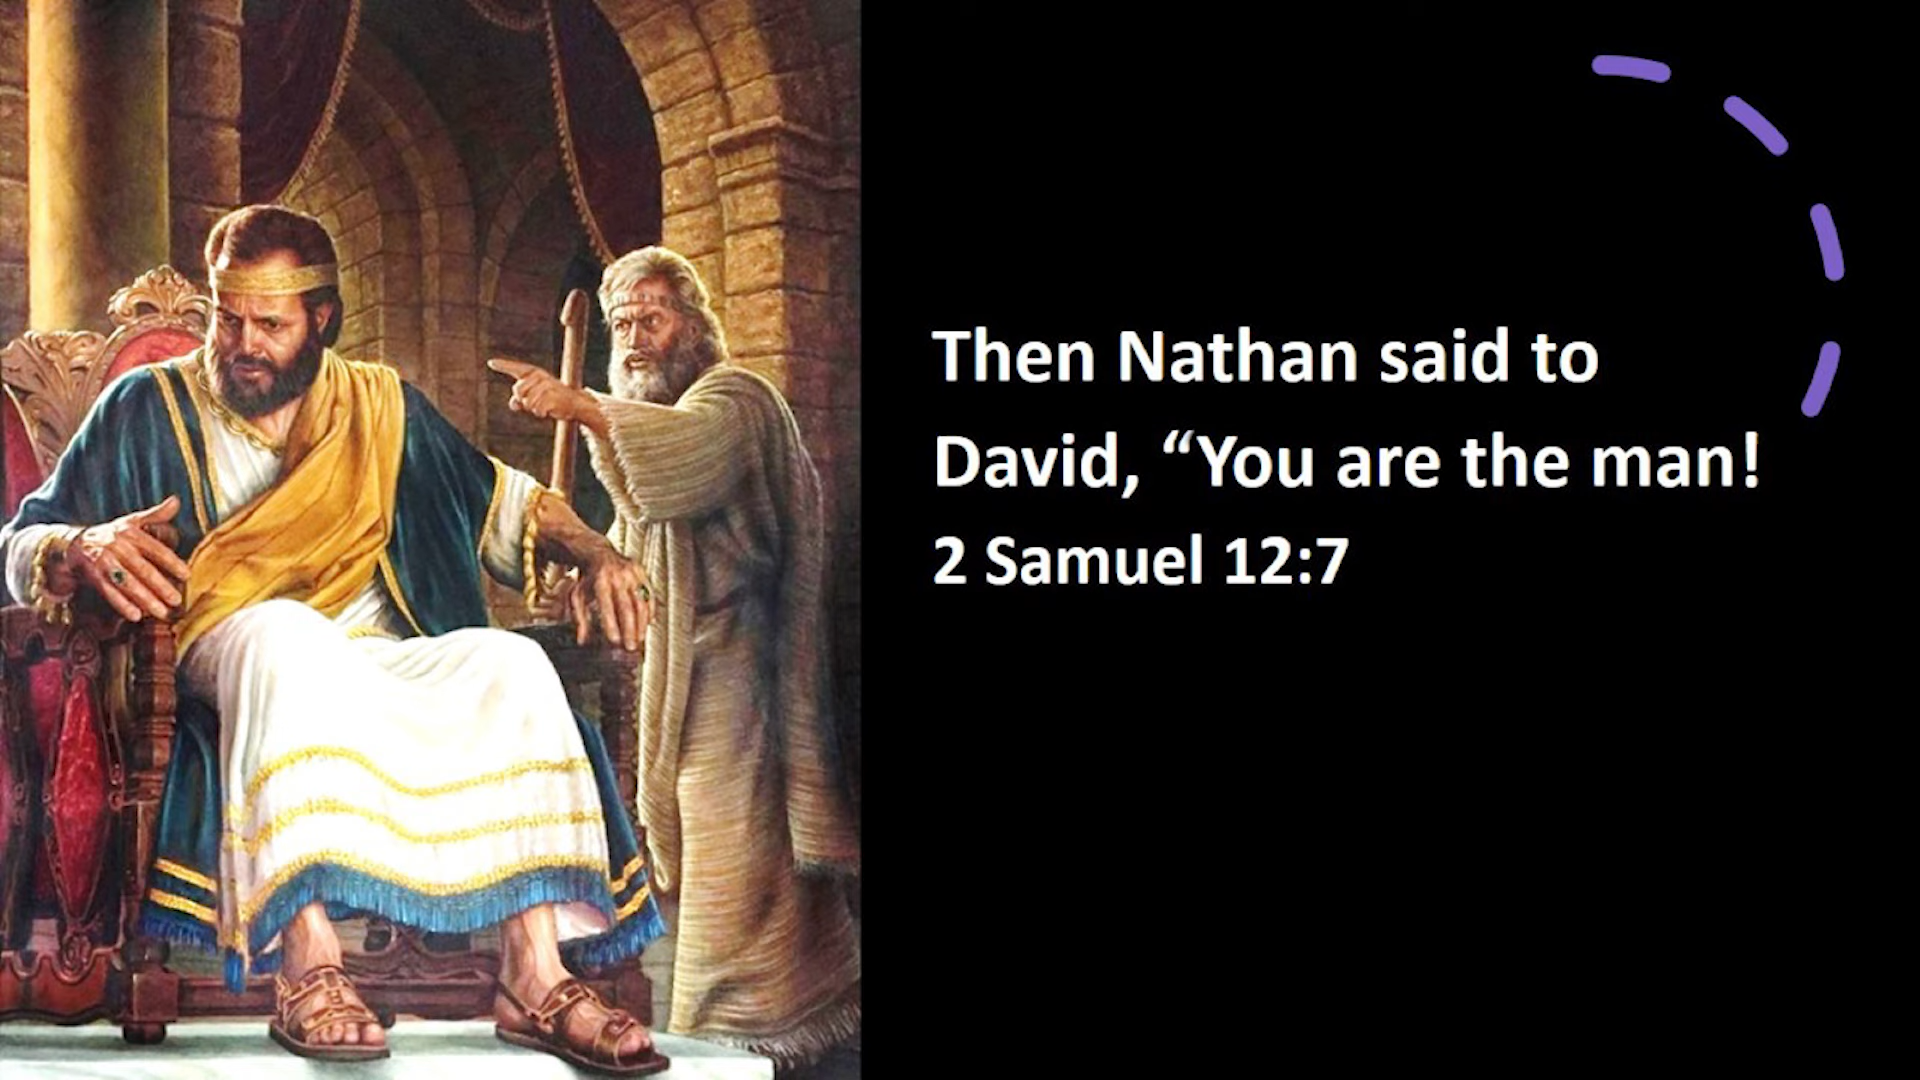 Then Nathan said to
David, “You are the man!
2 Samuel 12:7